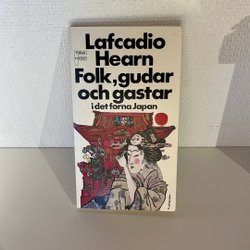 Lafcadio
Hearn
Folk, gudar
och gastar
i det forna Japan